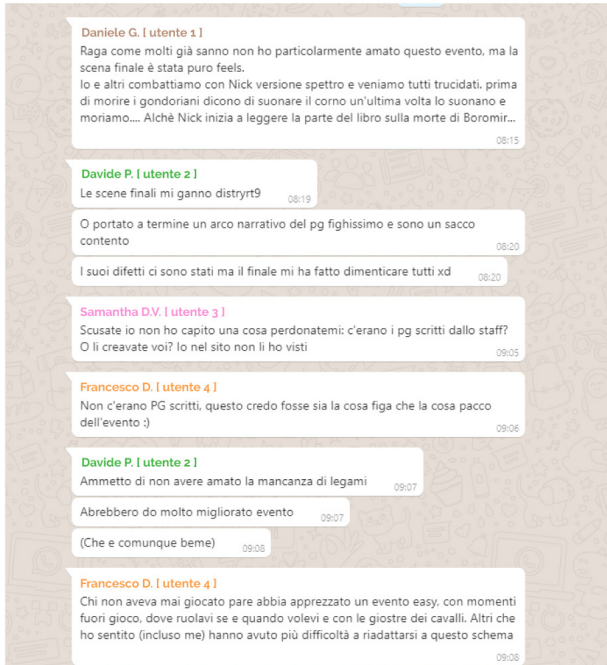 Daniele G. [ utente 1 ]
Raga come molti già sanno non ho particolarmente amato questo evento, ma la
scena finale è stata puro feels.
Io e altri combattiamo con Nick versione spettro e veniamo tutti trucidati. prima
di morire i gondoriani dicono di suonare il corno un'ultima volta lo suonano e
moriamo.... Alchè Nick inizia a leggere la parte del libro sulla morte di Boromir...
08:15
Davide P. [ utente 2 ]
Le scene finali mi ganno distryrt9
08:19
O portato a termine un arco narrativo del pg fighissimo e sono un sacco
contento
08:20
I suoi difetti ci sono stati ma il finale mi ha fatto dimenticare tutti xd
08:20
Samantha D.V. [ utente 3 ]
Scusate io non ho capito una cosa perdonatemi: c'erano i pg scritti dallo staff?
O li creavate voi? Io nel sito non li ho visti
09:05
Francesco D. [ utente 4 ]
Non c'erano PG scritti, questo credo fosse sia la cosa figa che la cosa pacco
dell'evento :)
09:06
Davide P. [ utente 2 ]
Ammetto di non avere amato la mancanza di legami
09:07
Abrebbero do molto migliorato evento
09:07
(Che e comunque beme)
09:08
Francesco D. [ utente 4 ]
Chi non aveva mai giocato pare abbia apprezzato un evento easy, con momenti
fuori gioco, dove ruolavi se e quando volevi e con le giostre dei cavalli. Altri che
ho sentito (incluso me) hanno avuto più difficoltà a riadattarsi a questo schema
09:08